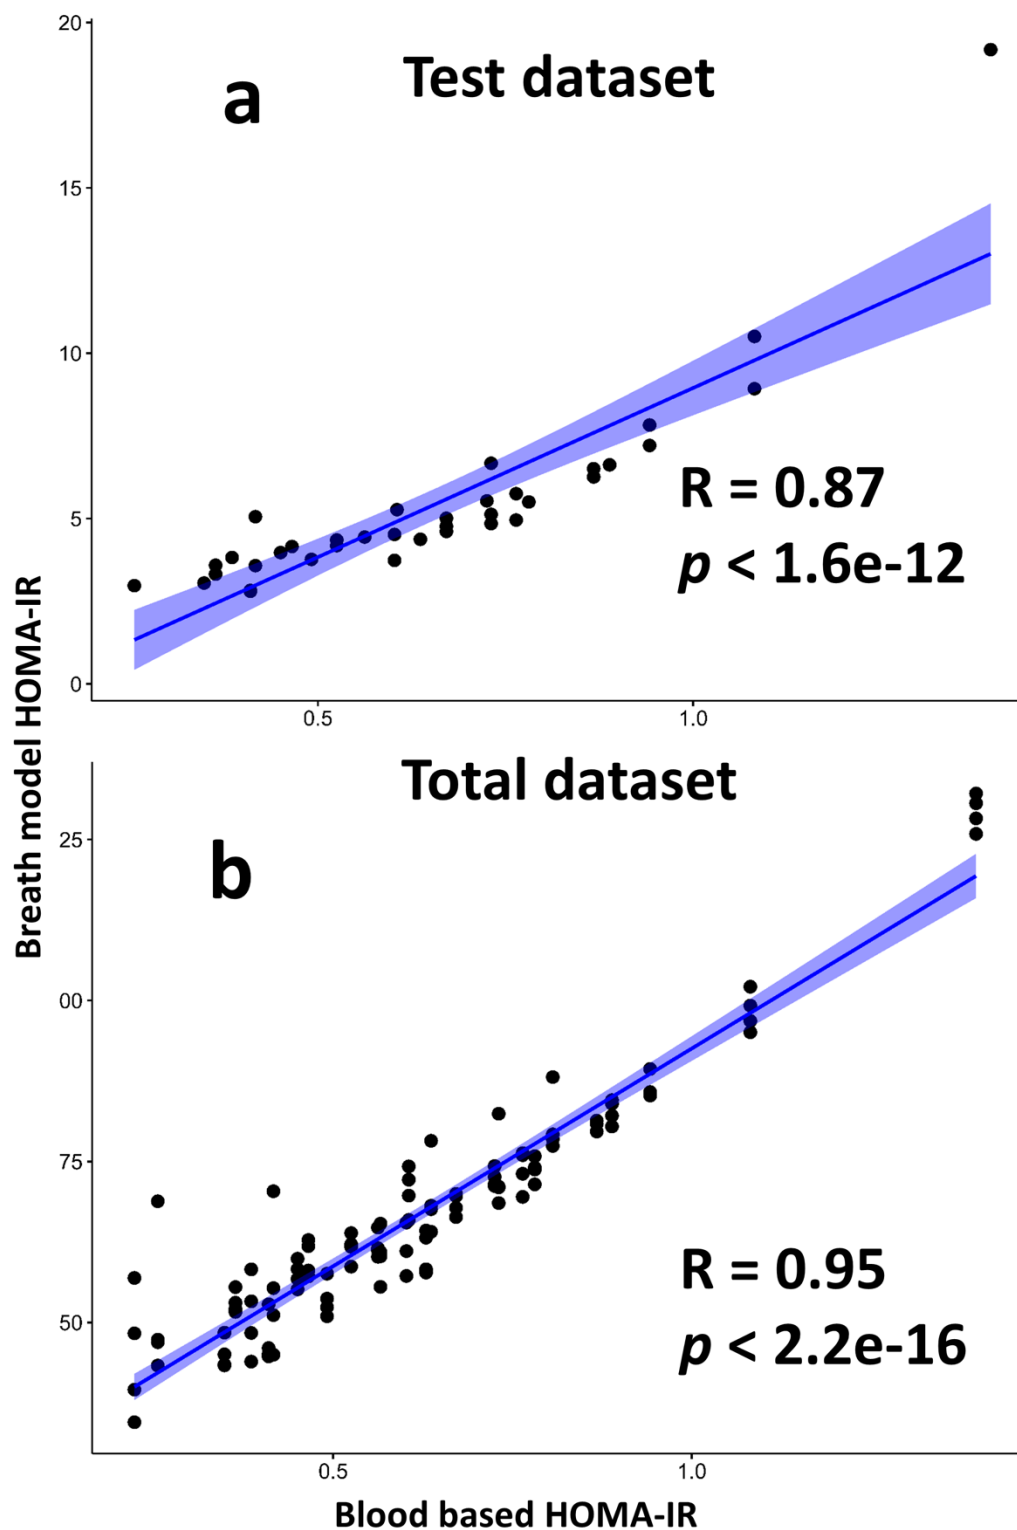 20
a
Test dataset
15
10
R = 0.87
p < 1.6e-12
5
0
0.5
1.0
Breath model HOMA-IR
Total dataset
b
25
00
75
R = 0.95
p < 2.2e-16
50
0.5
1.0
Blood based HOMA-IR